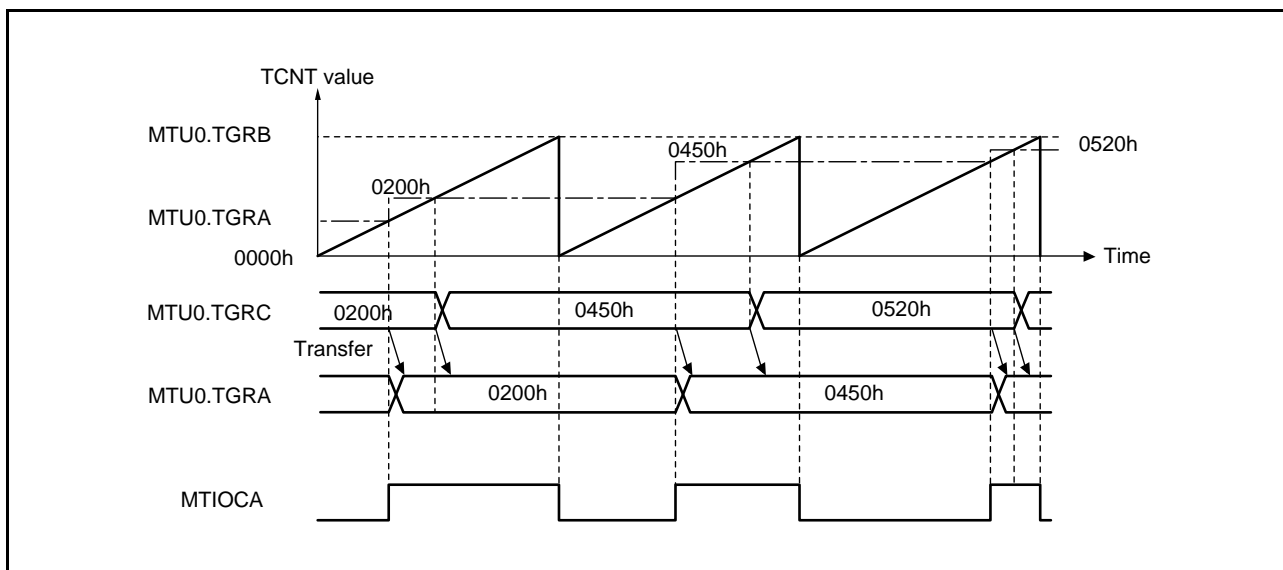 TCNT value
MTU0.TGRB
0520h
0450h
0200h
MTU0.TGRA
0000h
Time
MTU0.TGRC
0200h
0450h
0520h
Transfer
MTU0.TGRA
0200h
0450h
MTIOCA